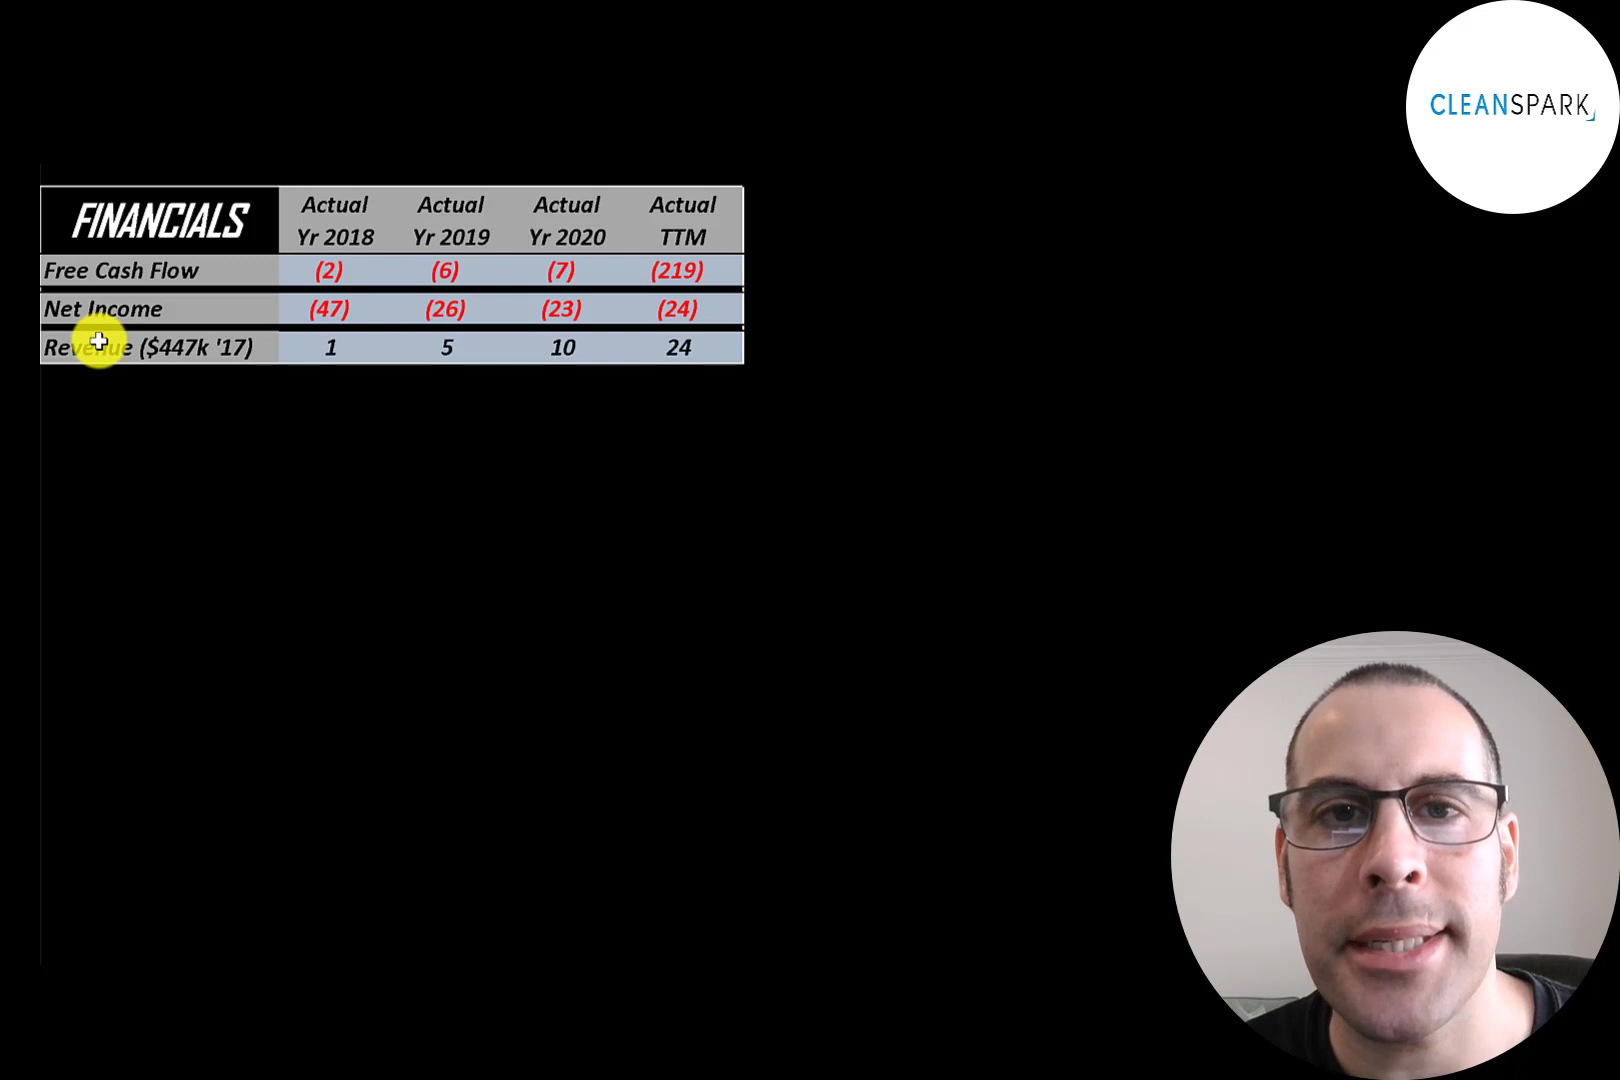 CLEANSPARK
FINANCIALS Actual Actual Actual Actual
Yr 2018 Yr 2019 Yr 2020 TTM
Free Cash Flow (2) (6) (7) (219)
Net Income (47) (26) (23) (24)
Revenue ($447k '17) 1 5 10 24